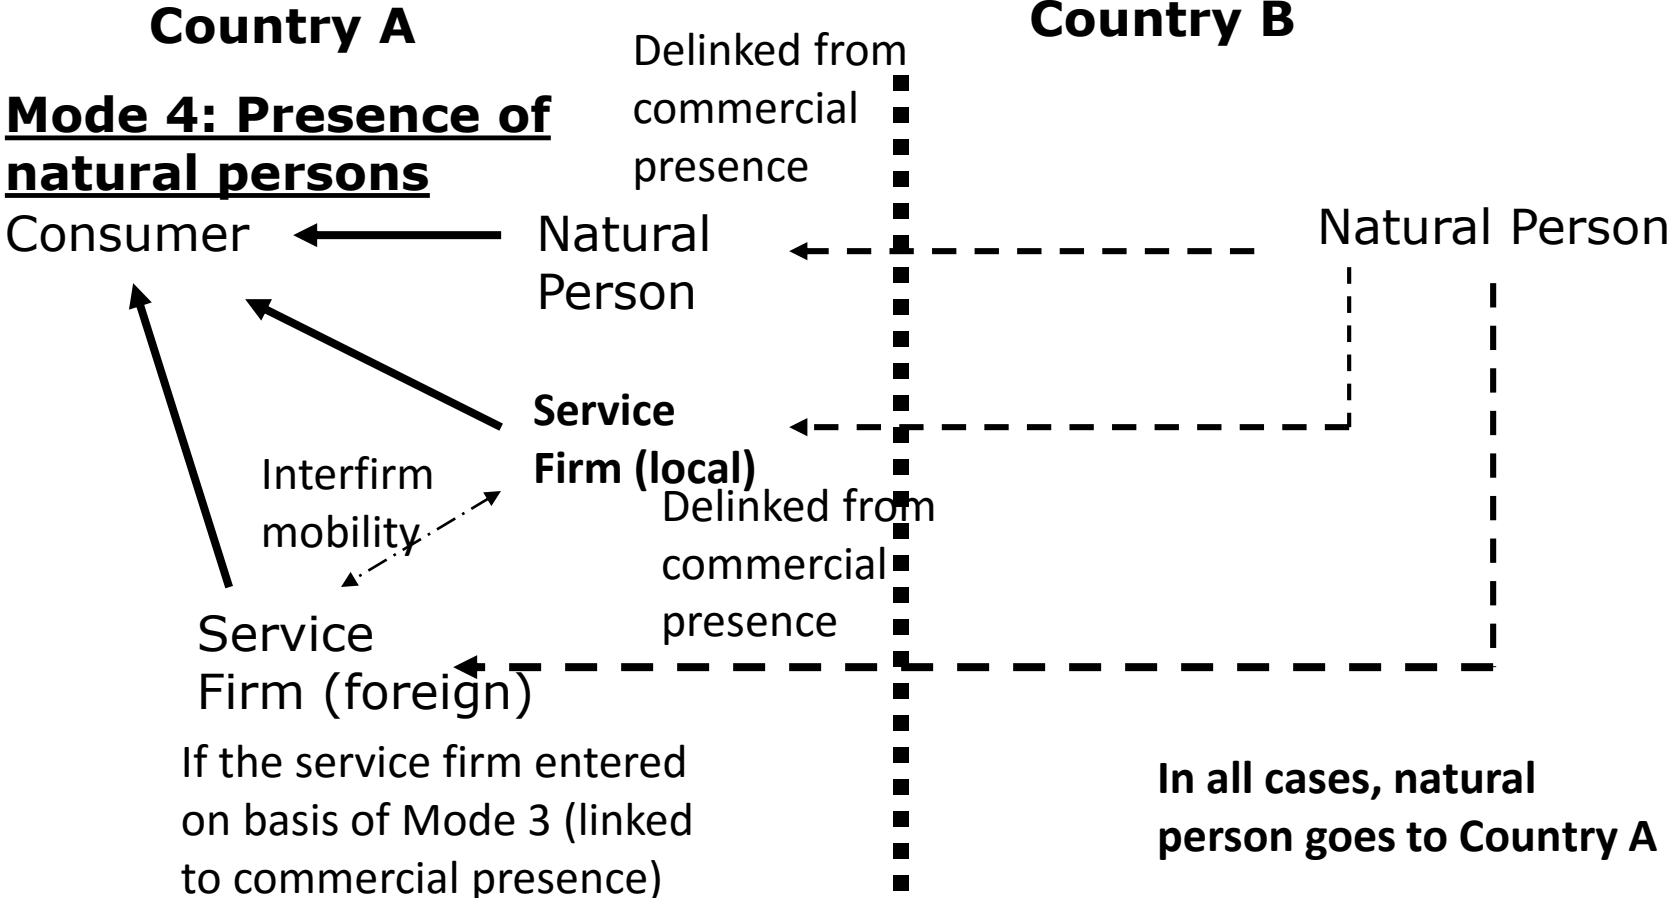 Country A
Country B
Delinked from
commercial
presence
Mode 4: Presence of
natural persons
Consumer
Natural
Person
Natural Person
Service
Firm (local)
Interfirm
mobility
Delinked from
commercial
presence
Service
Firm (foreign)
If the service firm entered
on basis of Mode 3 (linked
to commercial presence)
In all cases, natural
person goes to Country A